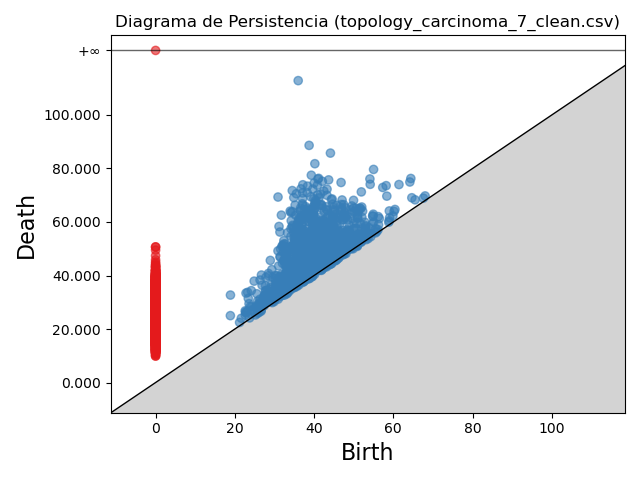 Diagrama de Persistencia (topology_carcinoma_7_clean.csv)
+∞
100.000
80.000
60.000
40.000
20.000
0.000
Death
0 20 40 60 80 100
Birth